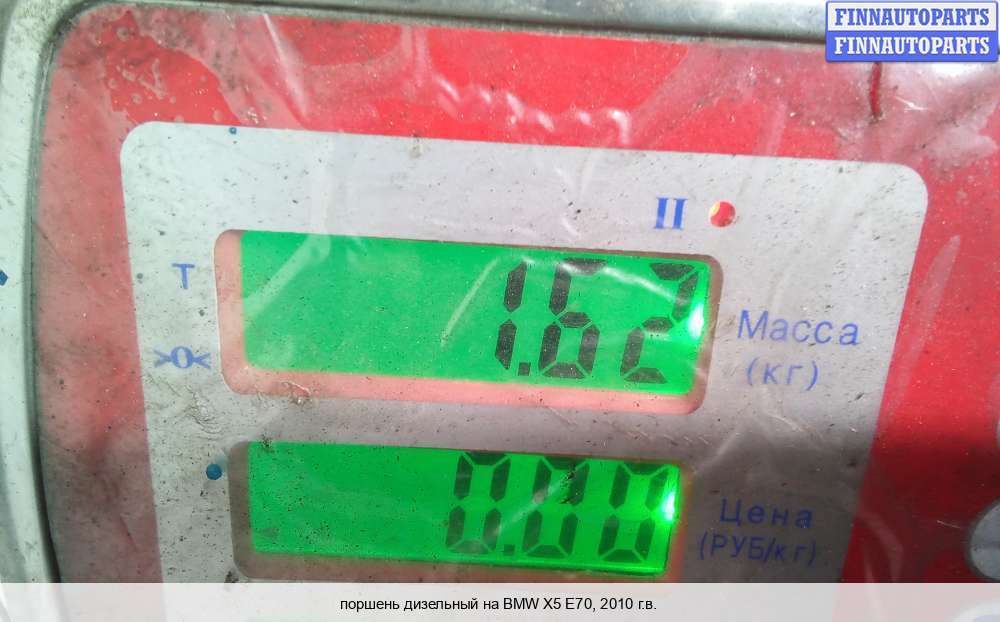 FINNAUTOPARTS
FINNAUTOPARTS
II
T
1.62
Масса
(кг)
>0<
0.00
Цена
(РУБ/кг)
поршень дизельный на BMW X5 E70, 2010 г.в.